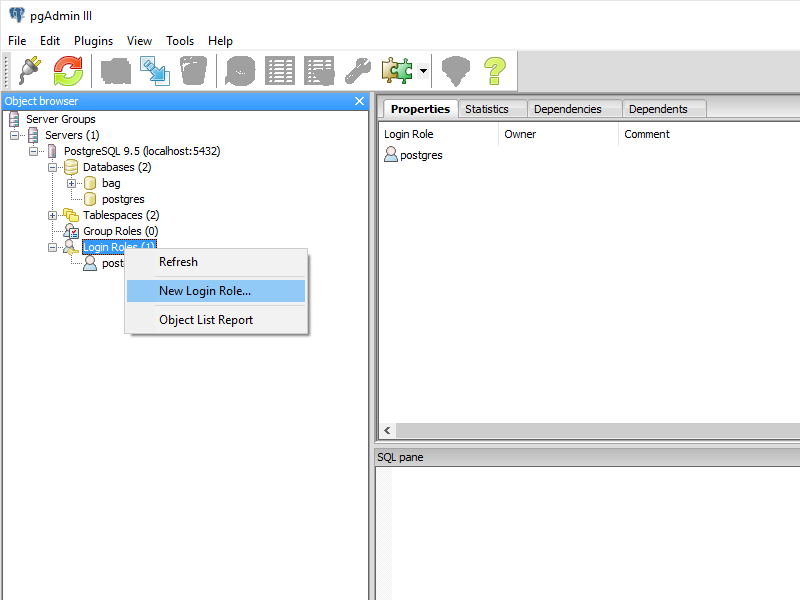 pgAdmin III
File Edit Plugins View Tools Help
Object browser
Server Groups
Servers (1)
PostgreSQL 9.5 (localhost:5432)
Databases (2)
bag
postgres
Tablespaces (2)
Group Roles (0)
Login Roles (1)
post
Refresh
New Login Role...
Object List Report
Properties Statistics Dependencies Dependents
Login Role Owner Comment
postgres
SQL pane